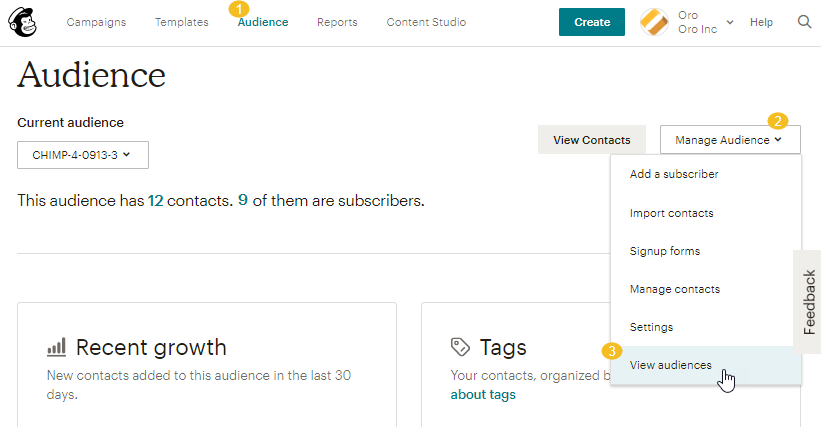 1
Campaigns Templates Audience Reports Content Studio Create Oro Help
Oro Inc
Audience
Current audience
2
View Contacts Manage Audience
CHIMP-4-0913-3
This audience has 12 contacts. 9 of them are subscribers.
Add a subscriber
Import contacts
Signup forms
Manage contacts
Settings
3
View audiences
Feedback
Recent growth
New contacts added to this audience in the last 30
days.
Tags
Your contacts, organized
about tags